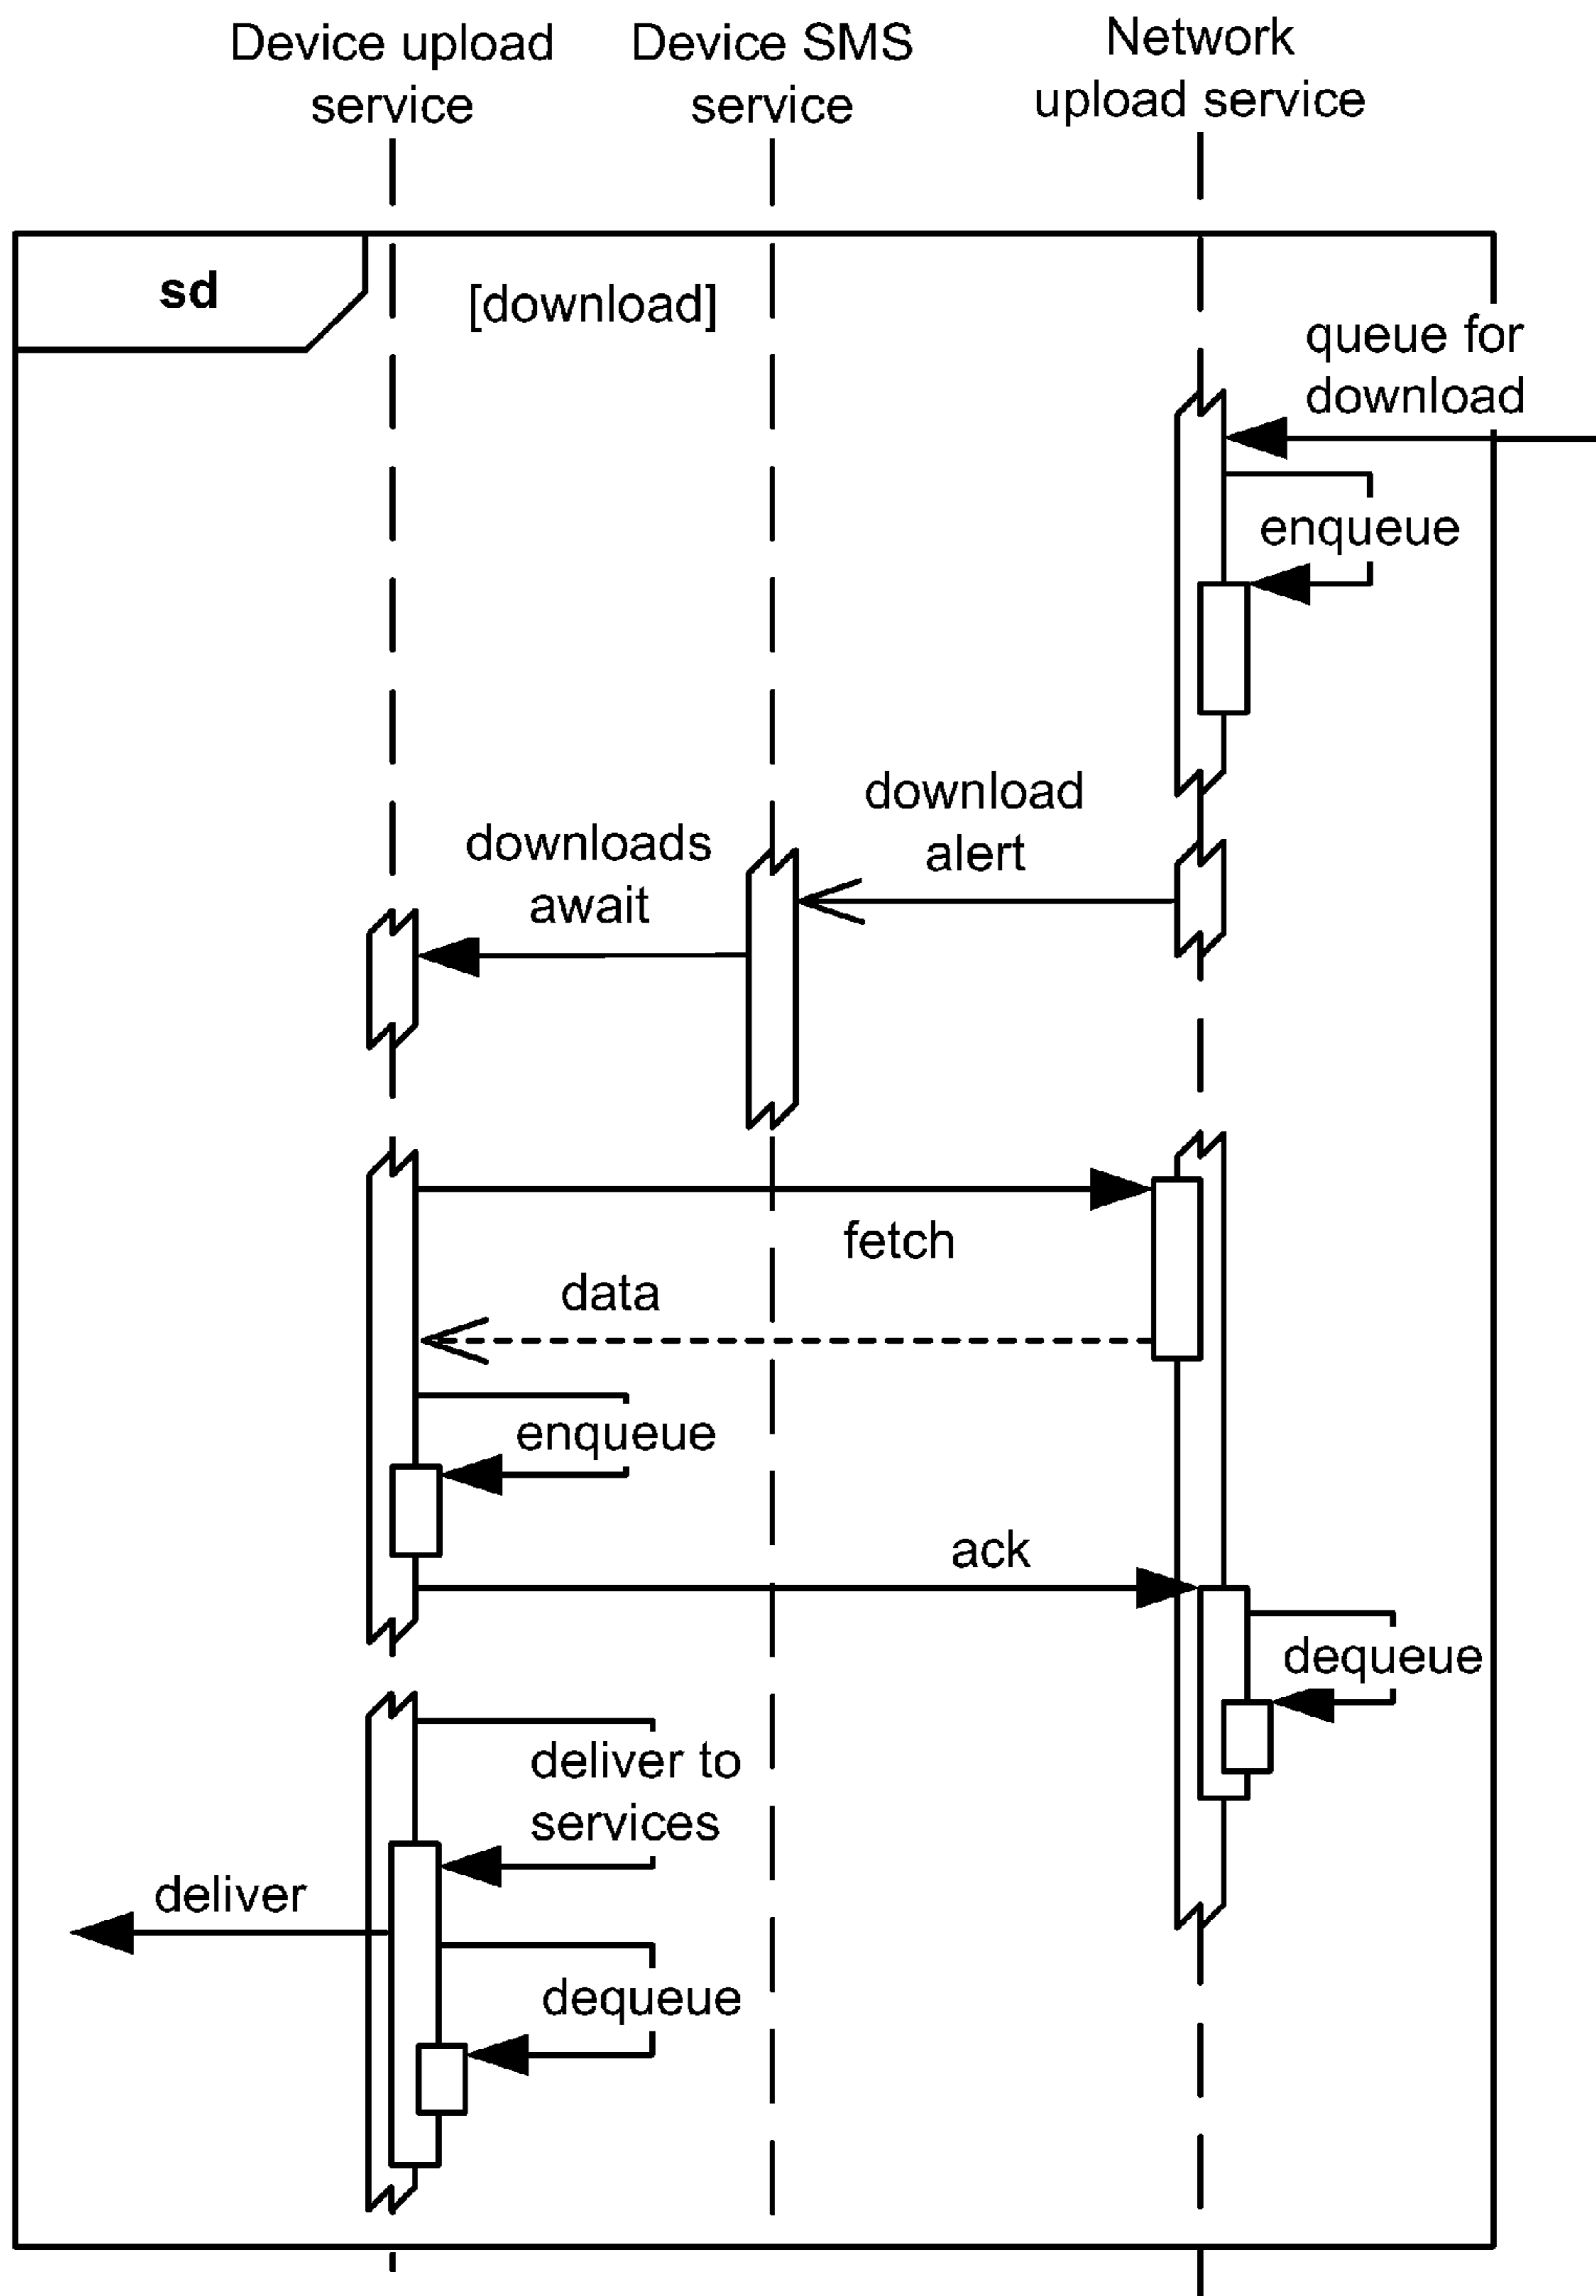 Device upload
service
Device SMS
service
Network
upload service
sd
[download]
queue for
download
enqueue
download
alert
downloads
await
fetch
data
enqueue
ack
dequeue
deliver to
services
deliver
dequeue